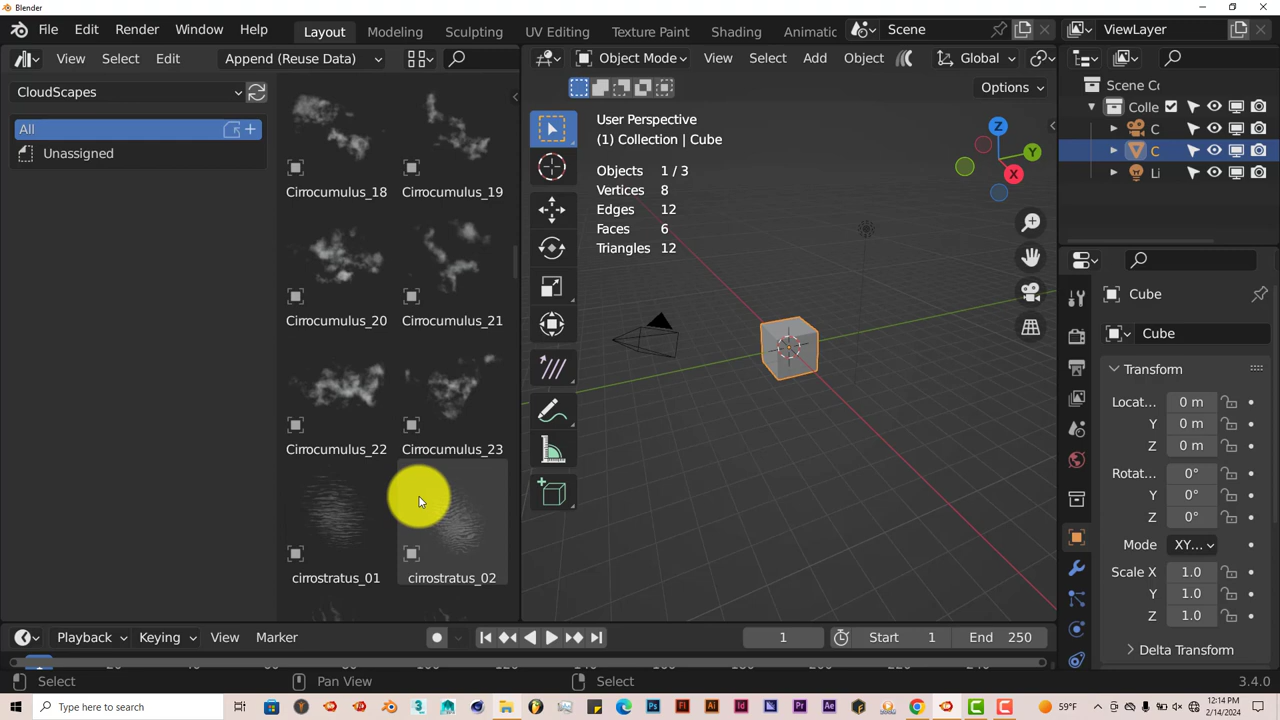 Blender
File Edit Render Window Help Layout Modeling Sculpting UV Editing Texture Paint Shading Animatic Scene ViewLayer
View Select Edit Append (Reuse Data) Object Mode View Select Add Object Global
CloudScapes
Options
All
Unassigned
Cirrocumulus_18 Cirrocumulus_19
Cirrocumulus_20 Cirrocumulus_21
Cirrocumulus_22 Cirrocumulus_23
cirrostratus_01 cirrostratus_02
User Perspective
(1) Collection | Cube
Objects 1 / 3
Vertices 8
Edges 12
Faces 6
Triangles 12
Z
Y
X
Scene Cc
Colle
C
C
Li
Cube
Cube
Transform
Locat... 0 m
Y 0 m
Z 0 m
Rotat... 0°
Y 0°
Z 0°
Mode XY...
Scale X 1.0
Y 1.0
Z 1.0
Delta Transform
Playback Keying View Marker 1 Start 1 End 250
Select Pan View Select 3.4.0
Type here to search
59°F
12:14 PM
2/14/2024